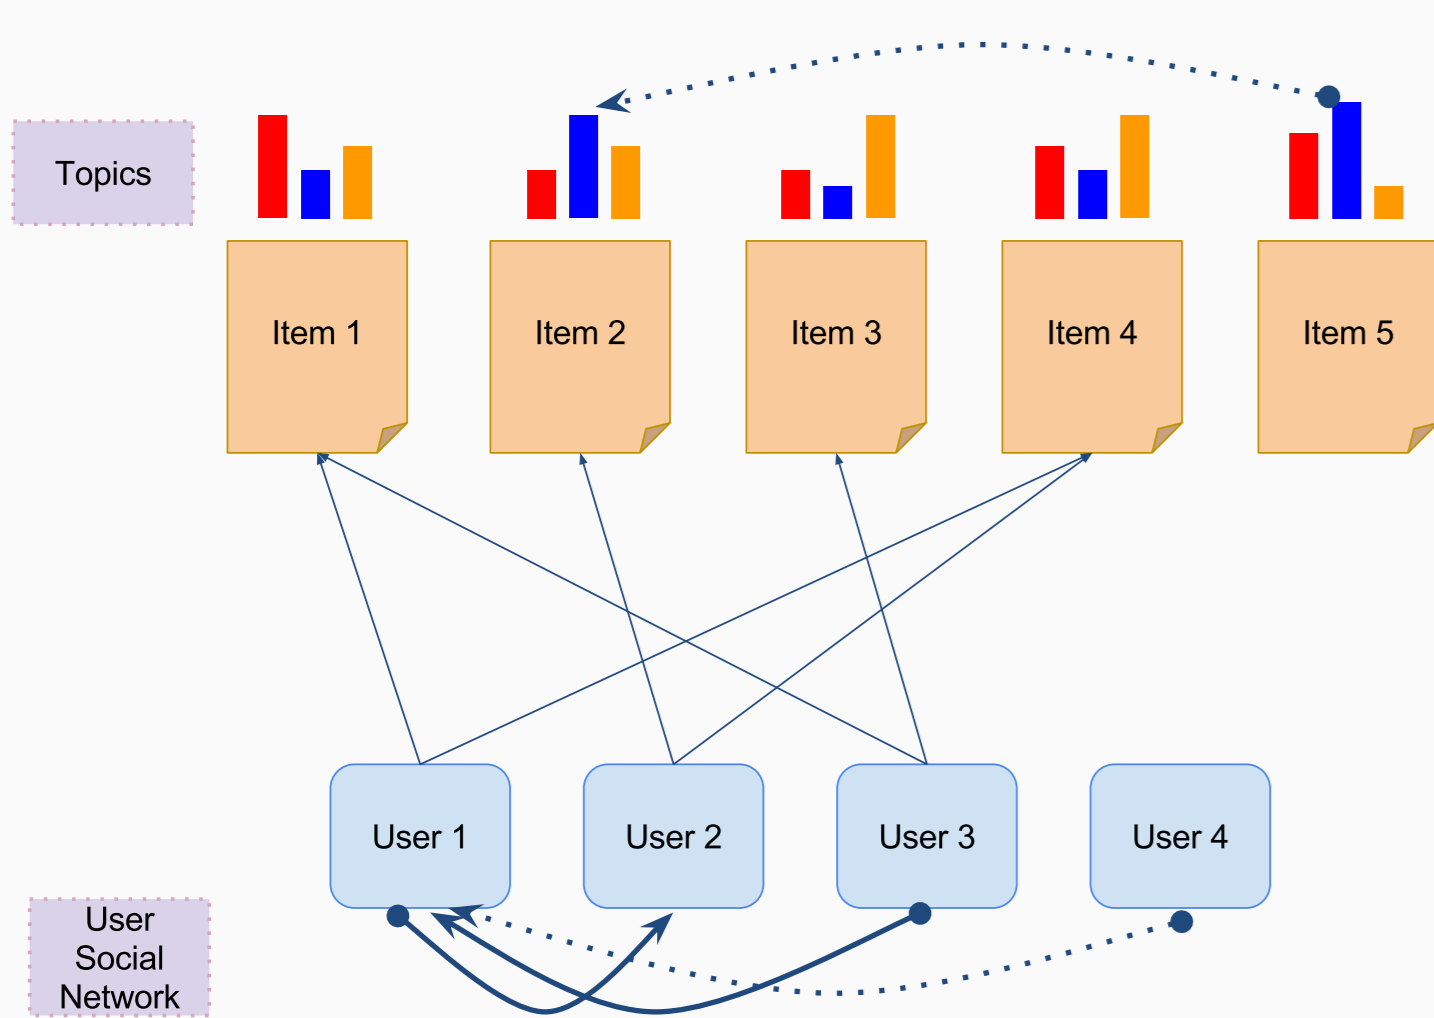 Topics
Item 1
Item 2
Item 3
Item 4
Item 5
User 1
User 2
User 3
User 4
User
Social
Network